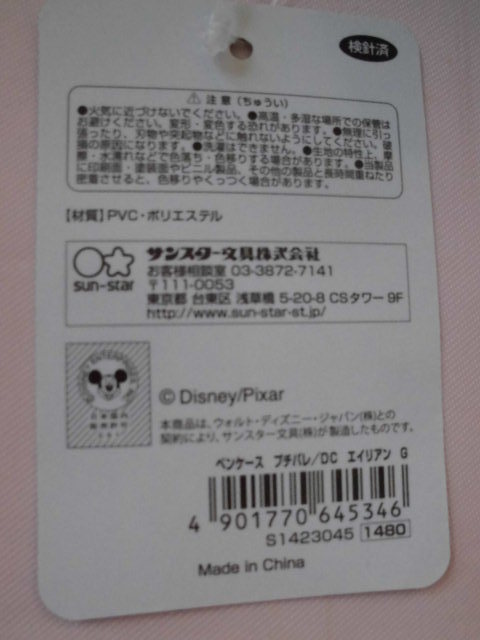 検針済
⚠ 注意（ちゅうい）
●火気に近づけないでください。●高温・多湿な場所での保管は
お避けください。変形・変色する恐れがあります。●無理に引っ
張ったり、刃物や突起物などに触れないようにしてください。破
損の原因になります。●洗濯はできません。●生地の特性上、摩
擦・水濡れなどで色落ち・色移りする場合があります。●当製品
に印刷面・塗装面やビニール製品、その他の製品と長時間重ねたり
密着させると、色移りやくっつく場合があります。
【材質】PVC・ポリエステル
サンスター文具株式会社
お客様相談室 03-3872-7141
〒111-0053
東京都 台東区 浅草橋 5-20-8 CSタワー 9F
http://www.sun-star-st.jp/
sun-star
©Disney/Pixar
本商品は、ウォルト・ディズニー・ジャパン(株)との
契約により、サンスター文具(株)が製造したものです。
ペンケース プチパレ/DC エイリアン G
4 901770 645346
S1423045 1480
Made in China